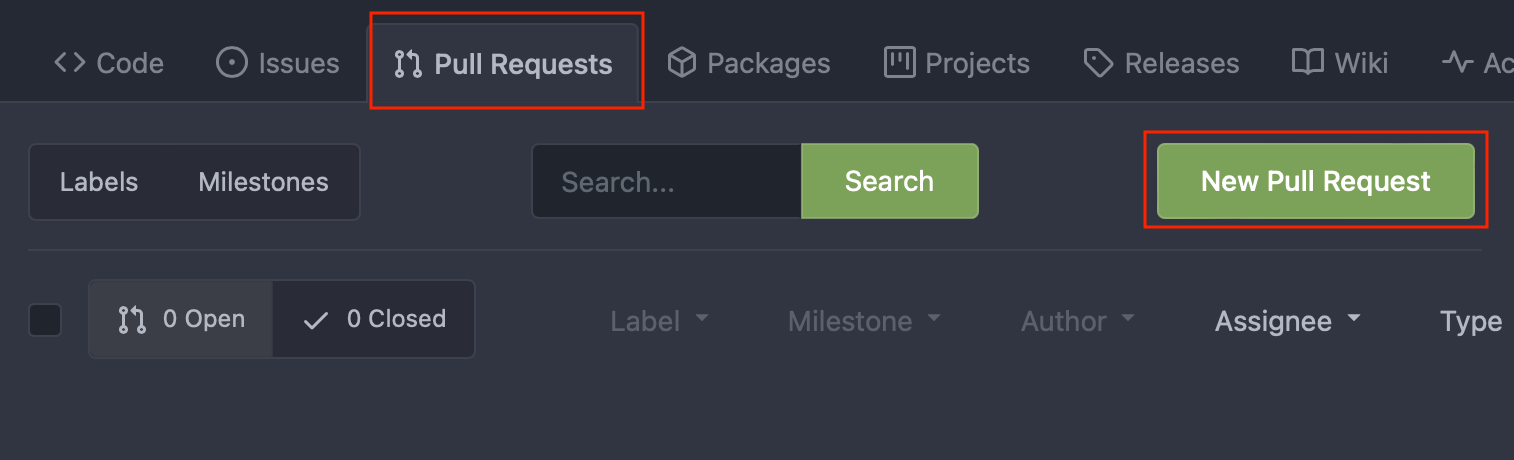 Code Issues Pull Requests Packages Projects Releases Wiki Ac
Labels Milestones Search... Search New Pull Request
0 Open 0 Closed Label Milestone Author Assignee Type